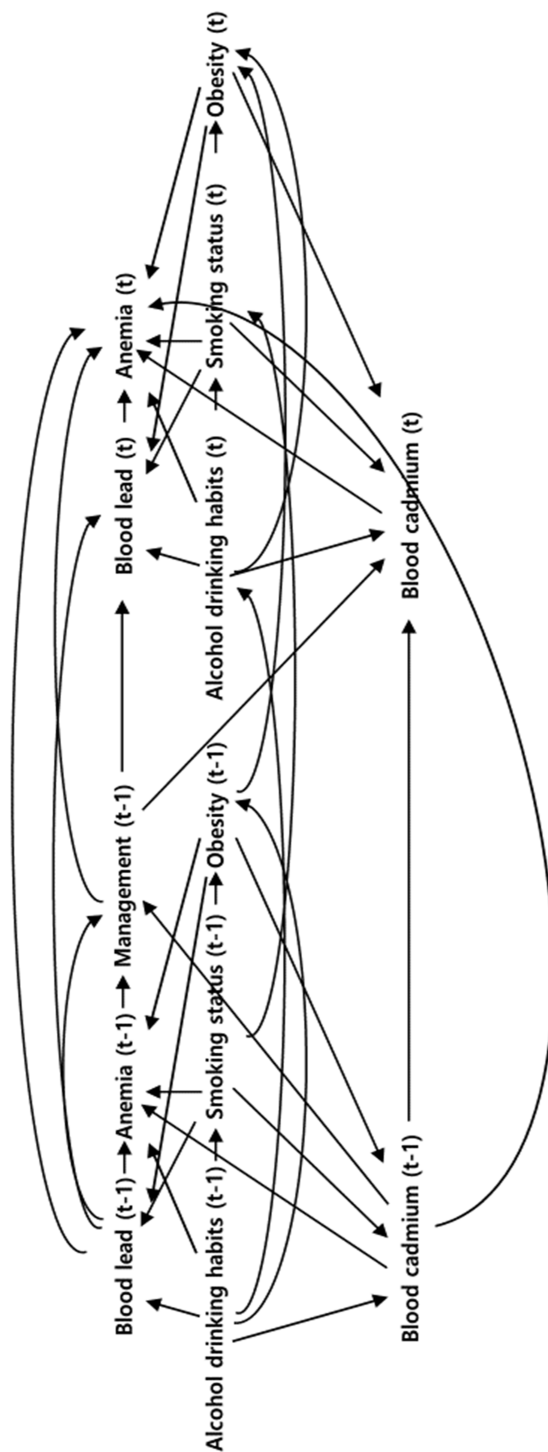 Blood lead (t-1)
Anemia (t-1)
Management (t-1)
Blood lead (t)
Anemia (t)
Alcohol drinking habits (t-1)
Smoking status (t-1)
Obesity (t-1)
Alcohol drinking habits (t)
Smoking status (t)
Obesity (t)
Blood cadmium (t-1)
Blood cadmium (t)